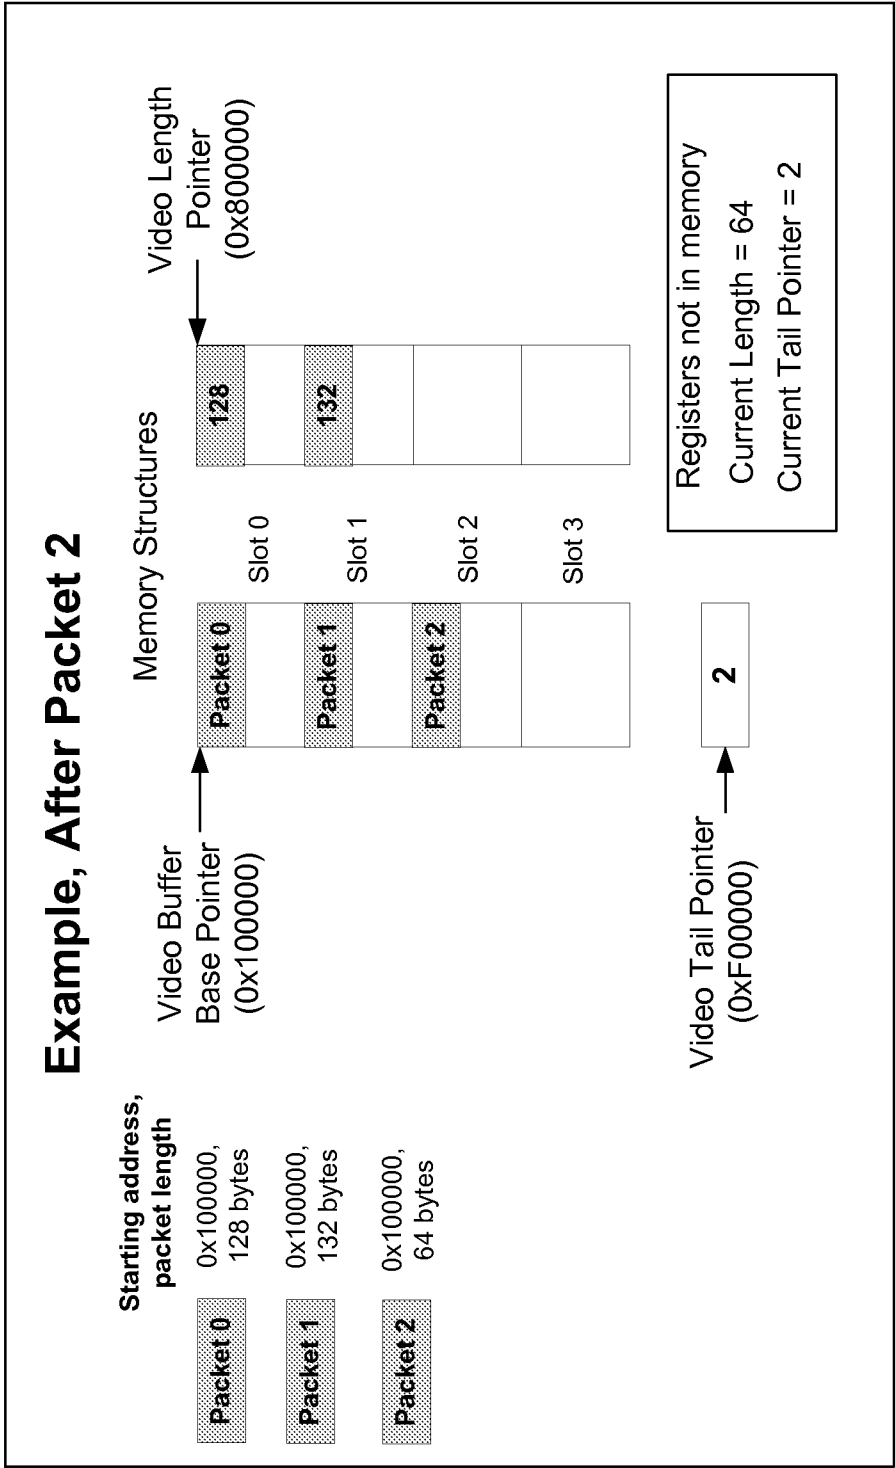 Example, After Packet 2
Starting address,
packet length
Packet 0
0x100000,
128 bytes
Packet 1
0x100000,
132 bytes
Packet 2
0x100000,
64 bytes
Memory Structures
Video Buffer
Base Pointer
(0x100000)
Packet 0
Packet 1
Packet 2
Slot 0
Slot 1
Slot 2
Slot 3
128
132
Video Length
Pointer
(0x800000)
Video Tail Pointer
(0xF00000)
2
Registers not in memory
Current Length = 64
Current Tail Pointer = 2